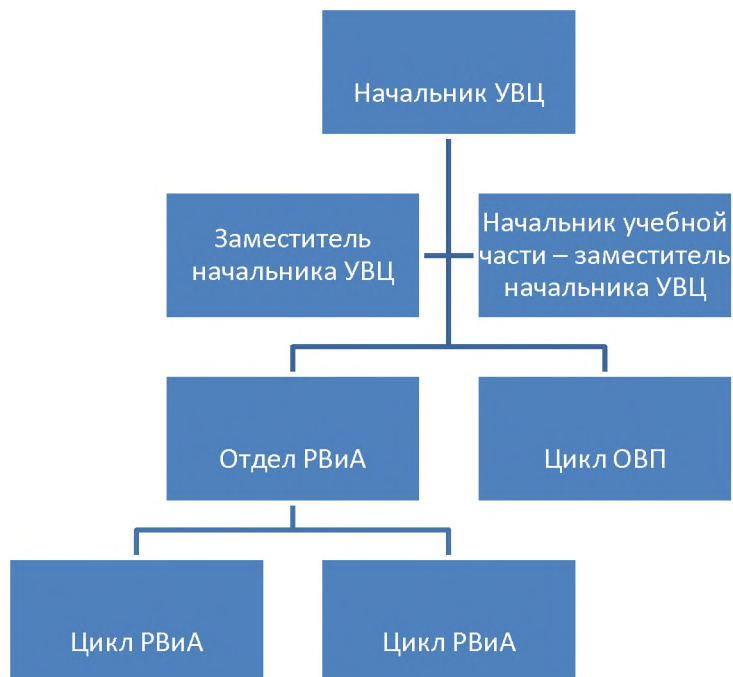 Начальник УВЦ
Заместитель
начальника УВЦ
Начальник учебной
части – заместитель
начальника УВЦ
Отдел РВиА
Цикл ОВП
Цикл РВиА
Цикл РВиА